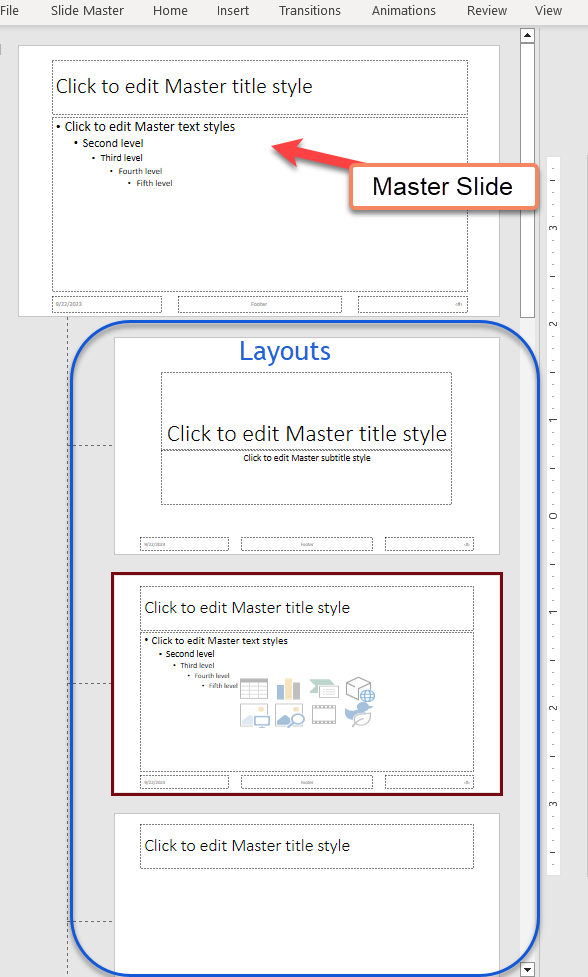 File Slide Master Home Insert Transitions Animations Review View
Click to edit Master title style
• Click to edit Master text styles
• Second level
• Third level
• Fourth level
• Fifth level
Master Slide
9/22/2023 Footer ‹#›
Layouts
Click to edit Master title style
Click to edit Master subtitle style
9/22/2023 Footer ‹#›
Click to edit Master title style
• Click to edit Master text styles
• Second level
• Third level
• Fourth level
• Fifth level
9/22/2023 Footer ‹#›
Click to edit Master title style
3
2
1
0
1
2
3